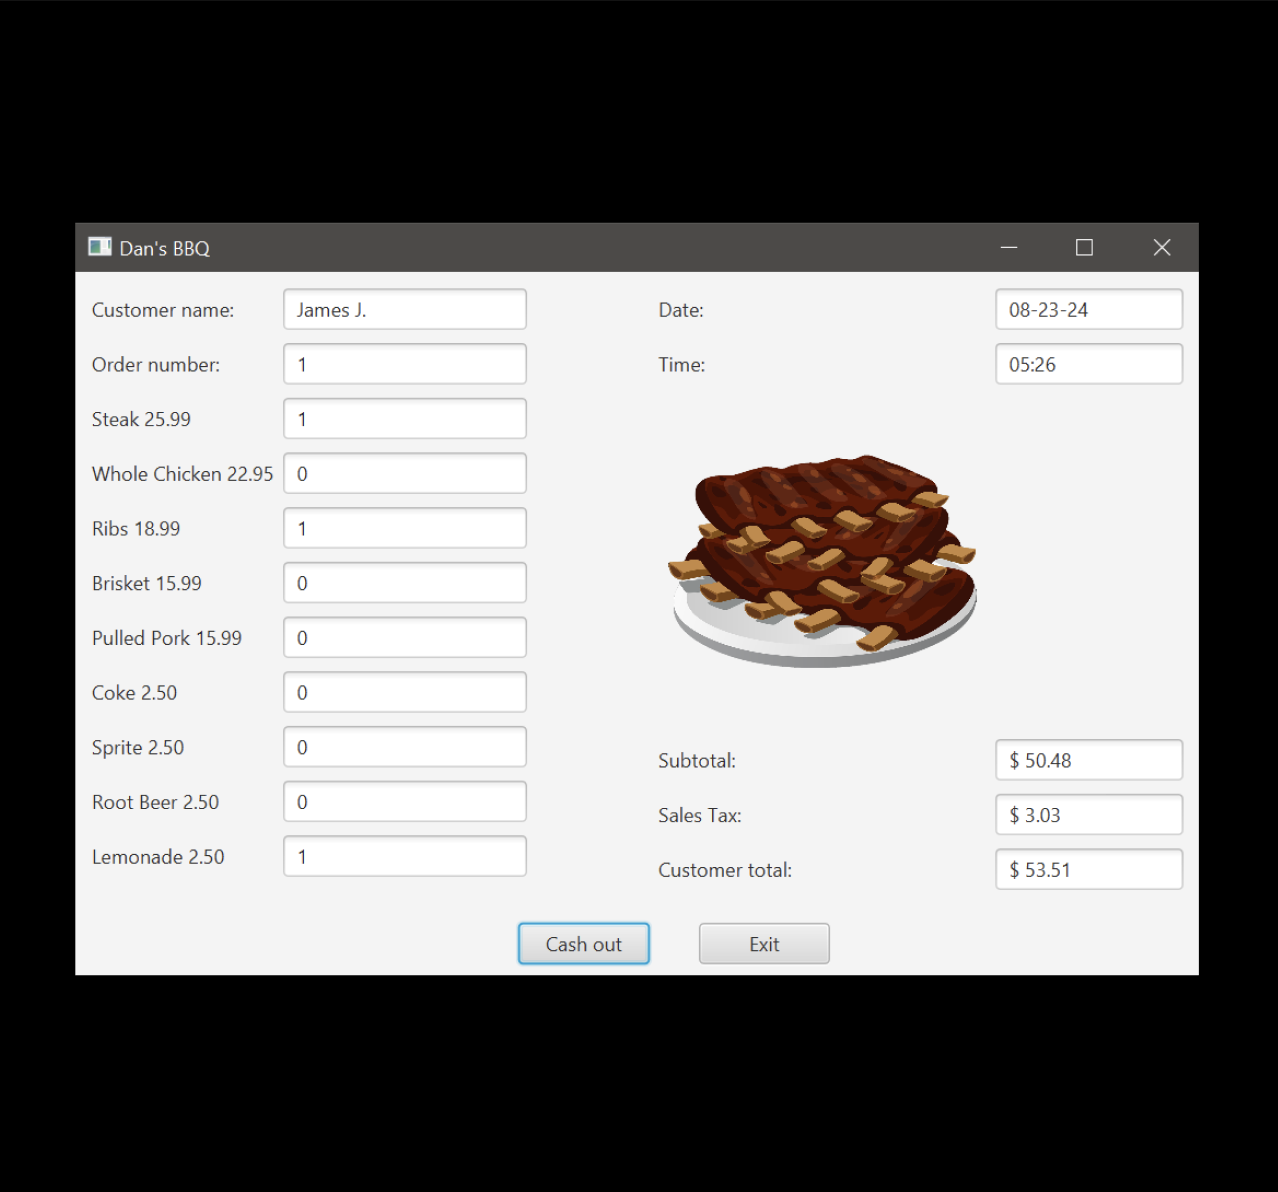 Dan's BBQ
Customer name: James J.
Order number: 1
Steak 25.99 1
Whole Chicken 22.95 0
Ribs 18.99 1
Brisket 15.99 0
Pulled Pork 15.99 0
Coke 2.50 0
Sprite 2.50 0
Root Beer 2.50 0
Lemonade 2.50 1
Date: 08-23-24
Time: 05:26
Subtotal: $ 50.48
Sales Tax: $ 3.03
Customer total: $ 53.51
Cash out
Exit